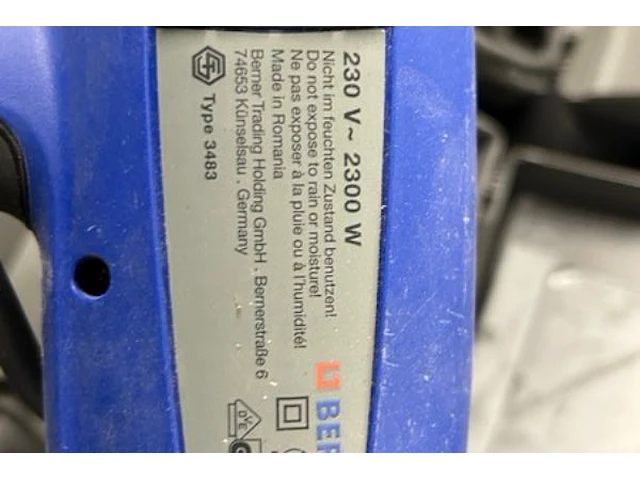 230 V~ 2300 W
Nicht im feuchten Zustand benutzen!
Do not expose to rain or moisture!
Ne pas exposer à la pluie ou à l'humidité!
Made in Romania
Berner Trading Holding GmbH . Bernerstraße 6
74653 Künselsau . Germany
Type 3483
BER